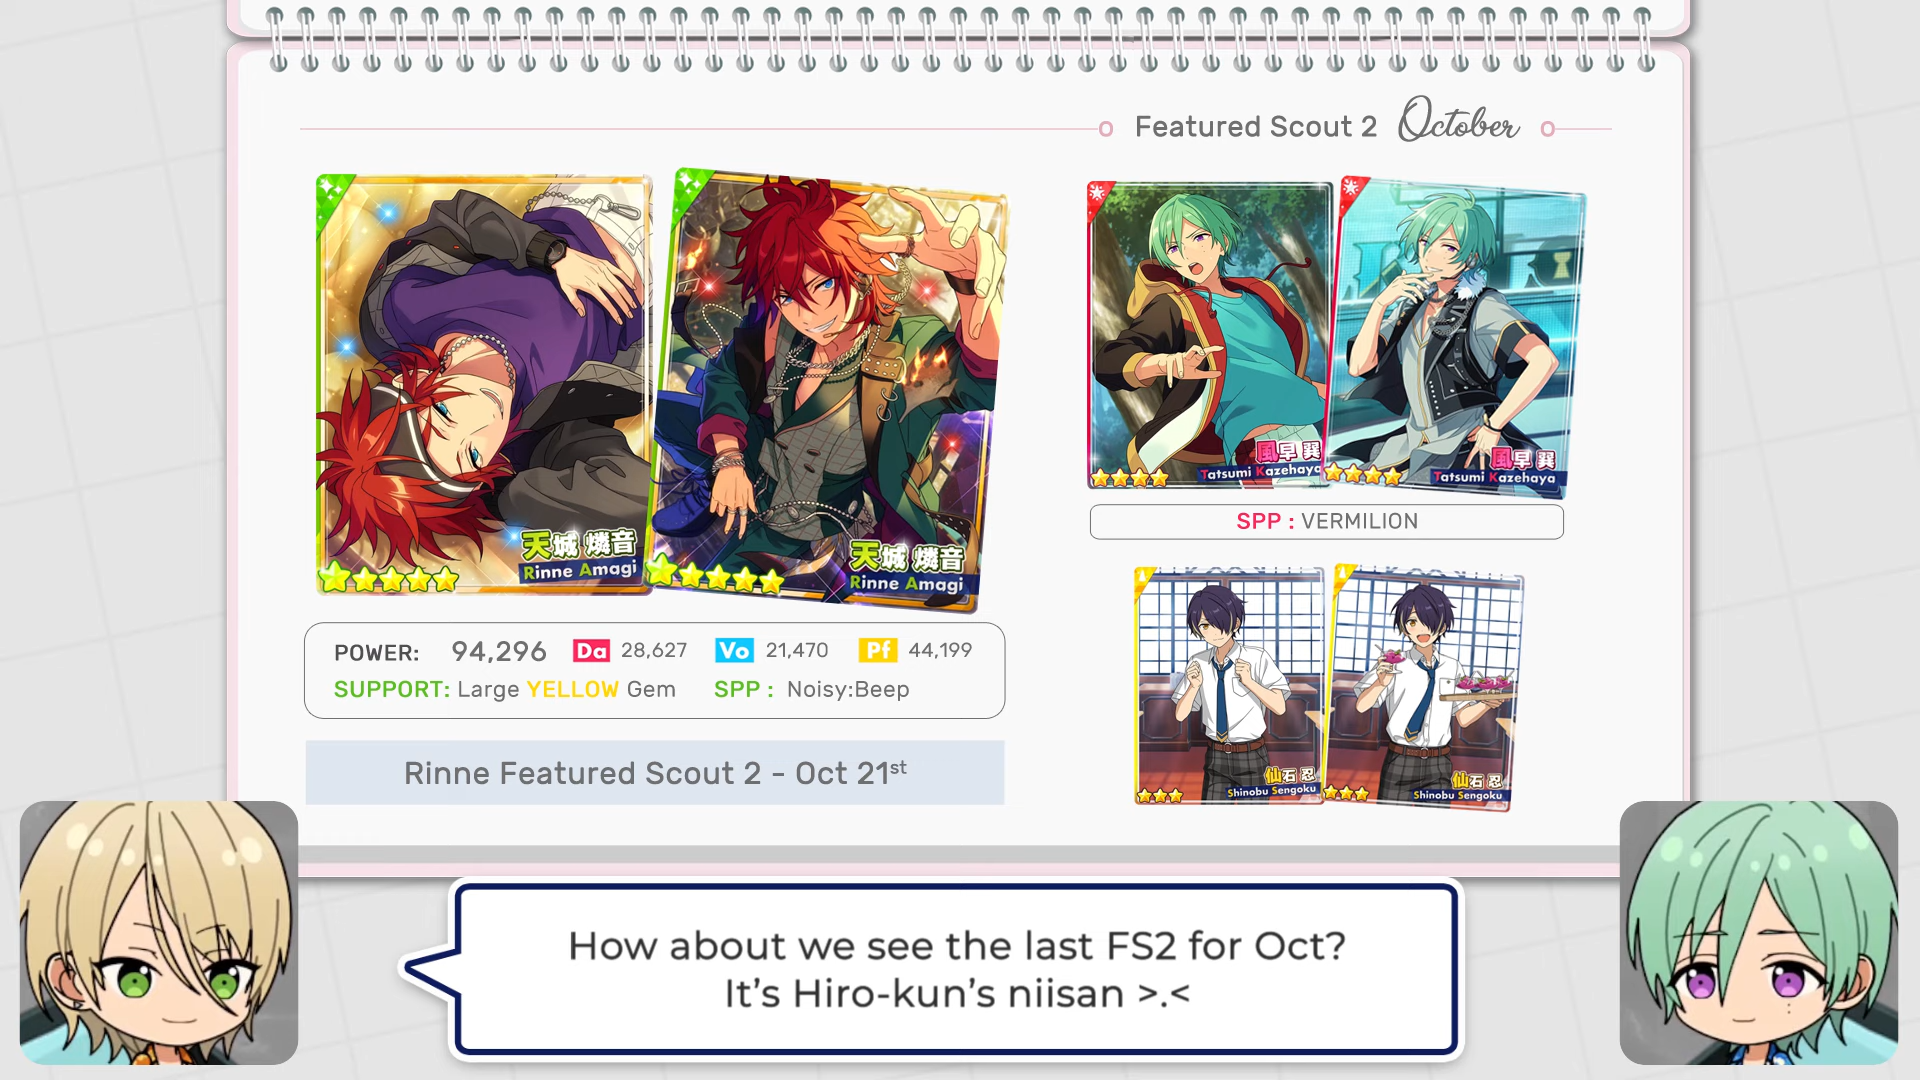 Featured Scout 2 October
天城 燐音
Rinne Amagi
天城 燐音
Rinne Amagi
風早 巽
Tatsumi Kazehaya
風早 巽
Tatsumi Kazehaya
SPP : VERMILION
POWER: 94,296 Da 28,627 Vo 21,470 Pf 44,199
SUPPORT: Large YELLOW Gem SPP : Noisy:Beep
仙石 忍
Shinobu Sengoku
仙石 忍
Shinobu Sengoku
Rinne Featured Scout 2 - Oct 21st
How about we see the last FS2 for Oct?
It’s Hiro-kun’s niisan >.<